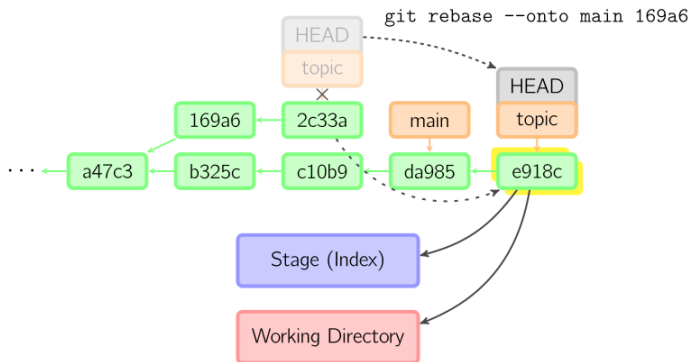 git rebase --onto main 169a6
HEAD
topic
HEAD
topic
169a6
2c33a
main
... a47c3
b325c
c10b9
da985
e918c
Stage (Index)
Working Directory